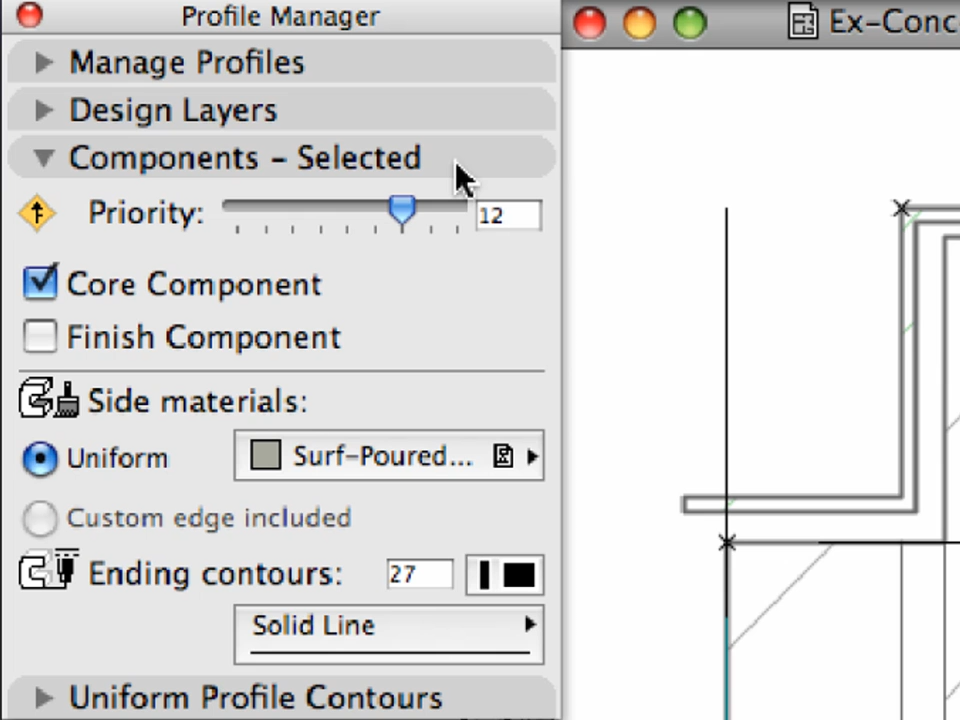 Profile Manager
Ex-Conc
Manage Profiles
Design Layers
Components - Selected
Priority: 12
Core Component
Finish Component
Side materials:
Uniform Surf-Poured...
Custom edge included
Ending contours: 27
Solid Line
Uniform Profile Contours